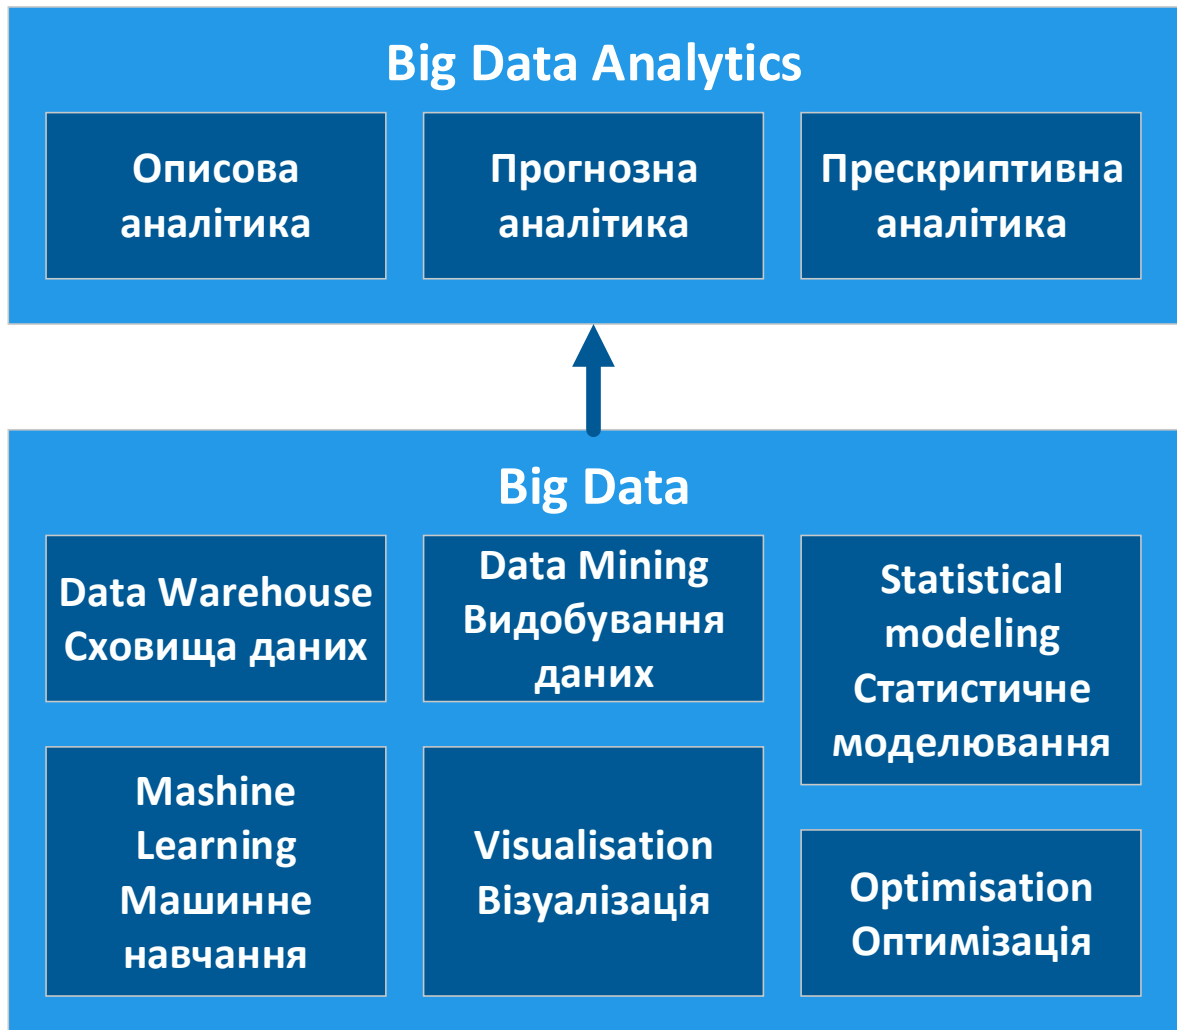 Big Data Analytics
Описова
аналітика
Прогнозна
аналітика
Прескриптивна
аналітика
Big Data
Data Warehouse
Сховища даних
Data Mining
Видобування
даних
Statistical
modeling
Статистичне
моделювання
Mashine
Learning
Машинне
навчання
Visualisation
Візуалізація
Optimisation
Оптимізація